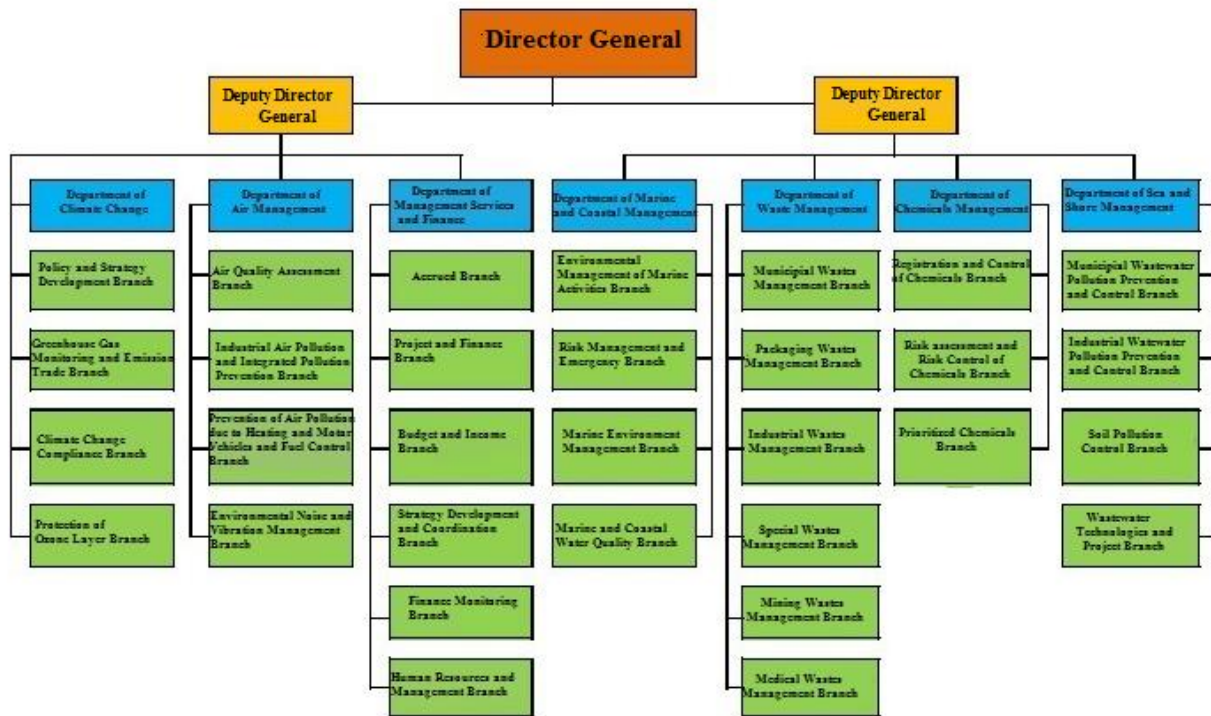 Director General
Deputy Director
General
Deputy Director
General
Department of
Climate Change
Department of
Air Management
Department of
Management Services
and Finance
Department of Marine
and Coastal Management
Department of
Waste Management
Department of
Chemicals Management
Department of Sea and
Share Management
Policy and Strategy
Development Branch
Greenhouse Gas
Monitoring and Emission
Trade Branch
Climate Change
Compliance Branch
Protection of
Ozone Layer Branch
Air Quality Assessment
Branch
Industrial Air Pollution
and Integrated Pollution
Prevention Branch
Prevention of Air Pollution
due to Heating and Motor
Vehicles and Fuel Control
Branch
Environmental Noise and
Vibration Management
Branch
Accrued Branch
Project and Finance
Branch
Budget and Income
Branch
Strategy Development
and Coordination
Branch
Finance Monitoring
Branch
Human Resources and
Management Branch
Environmental
Management of Marine
Activities Branch
Risk Management and
Emergency Branch
Marine Environment
Management Branch
Marine and Coastal
Water Quality Branch
Municipial Wastes
Management Branch
Packaging Wastes
Management Branch
Industrial Wastes
Management Branch
Special Wastes
Management Branch
Mining Wastes
Management Branch
Medical Wastes
Management Branch
Registration and Control
of Chemicals Branch
Risk assessment and
Risk Control of
Chemicals Branch
Prioritized Chemicals
Branch
Municipial Wastewater
Pollution Prevention
and Control Branch
Industrial Watewater
Pollution Prevention
and Control Branch
Soil Pollution
Control Branch
Wastewater
Technologies and
Project Branch